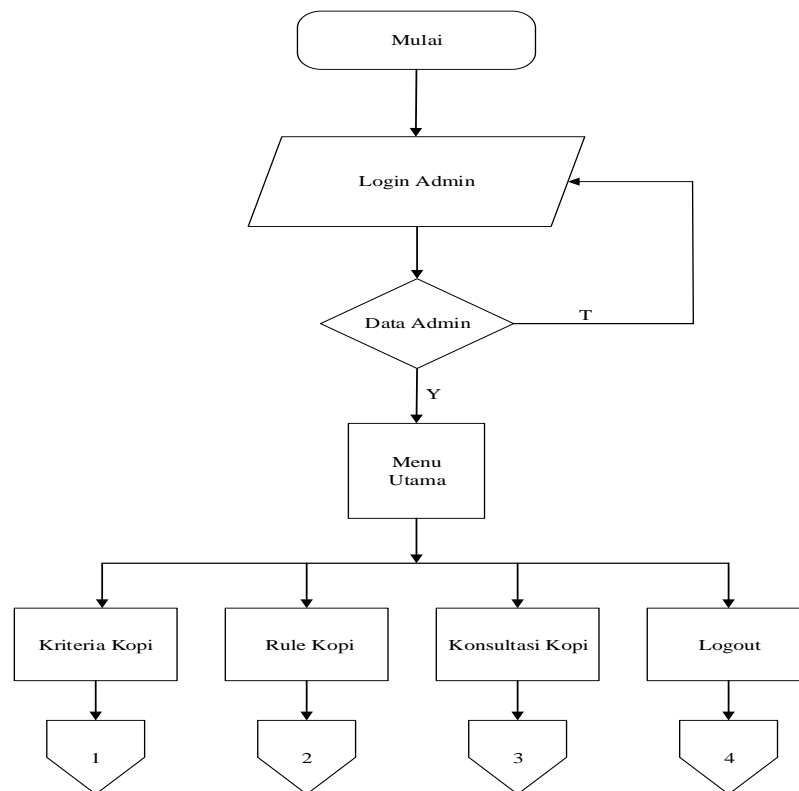 Mulai
Login Admin
Data Admin
T
Y
Menu
Utama
Kriteria Kopi
Rule Kopi
Konsultasi Kopi
Logout
1
2
3
4